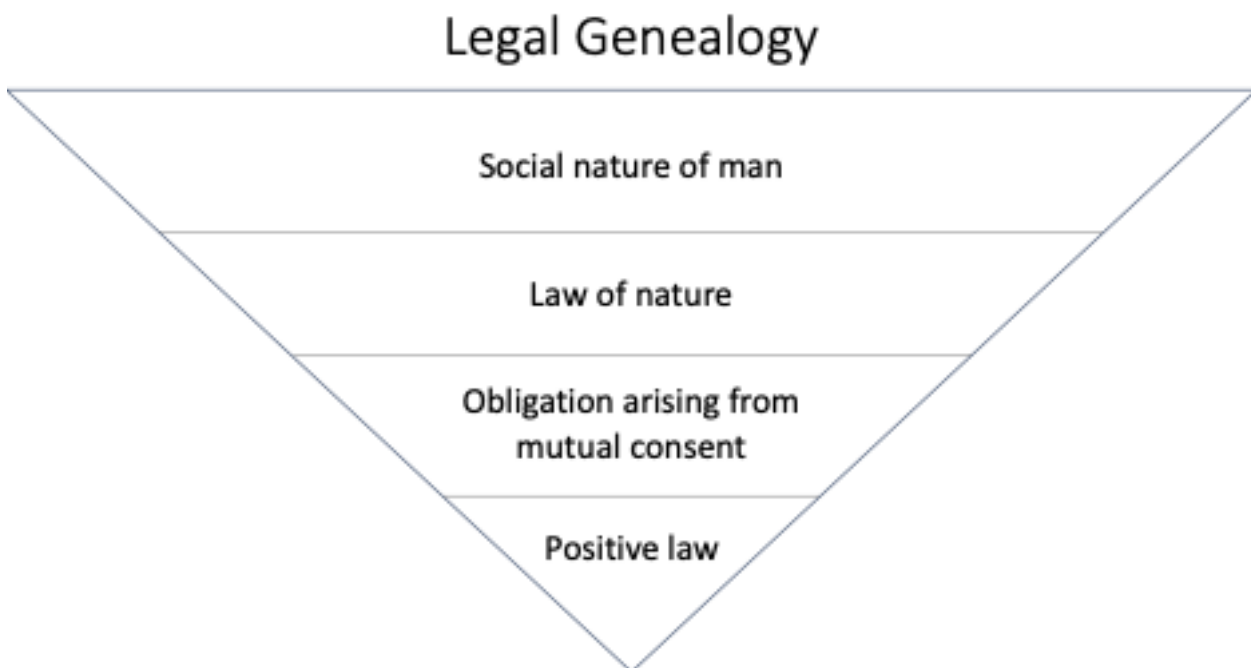 Legal Genealogy
Social nature of man
Law of nature
Obligation arising from
mutual consent
Positive law